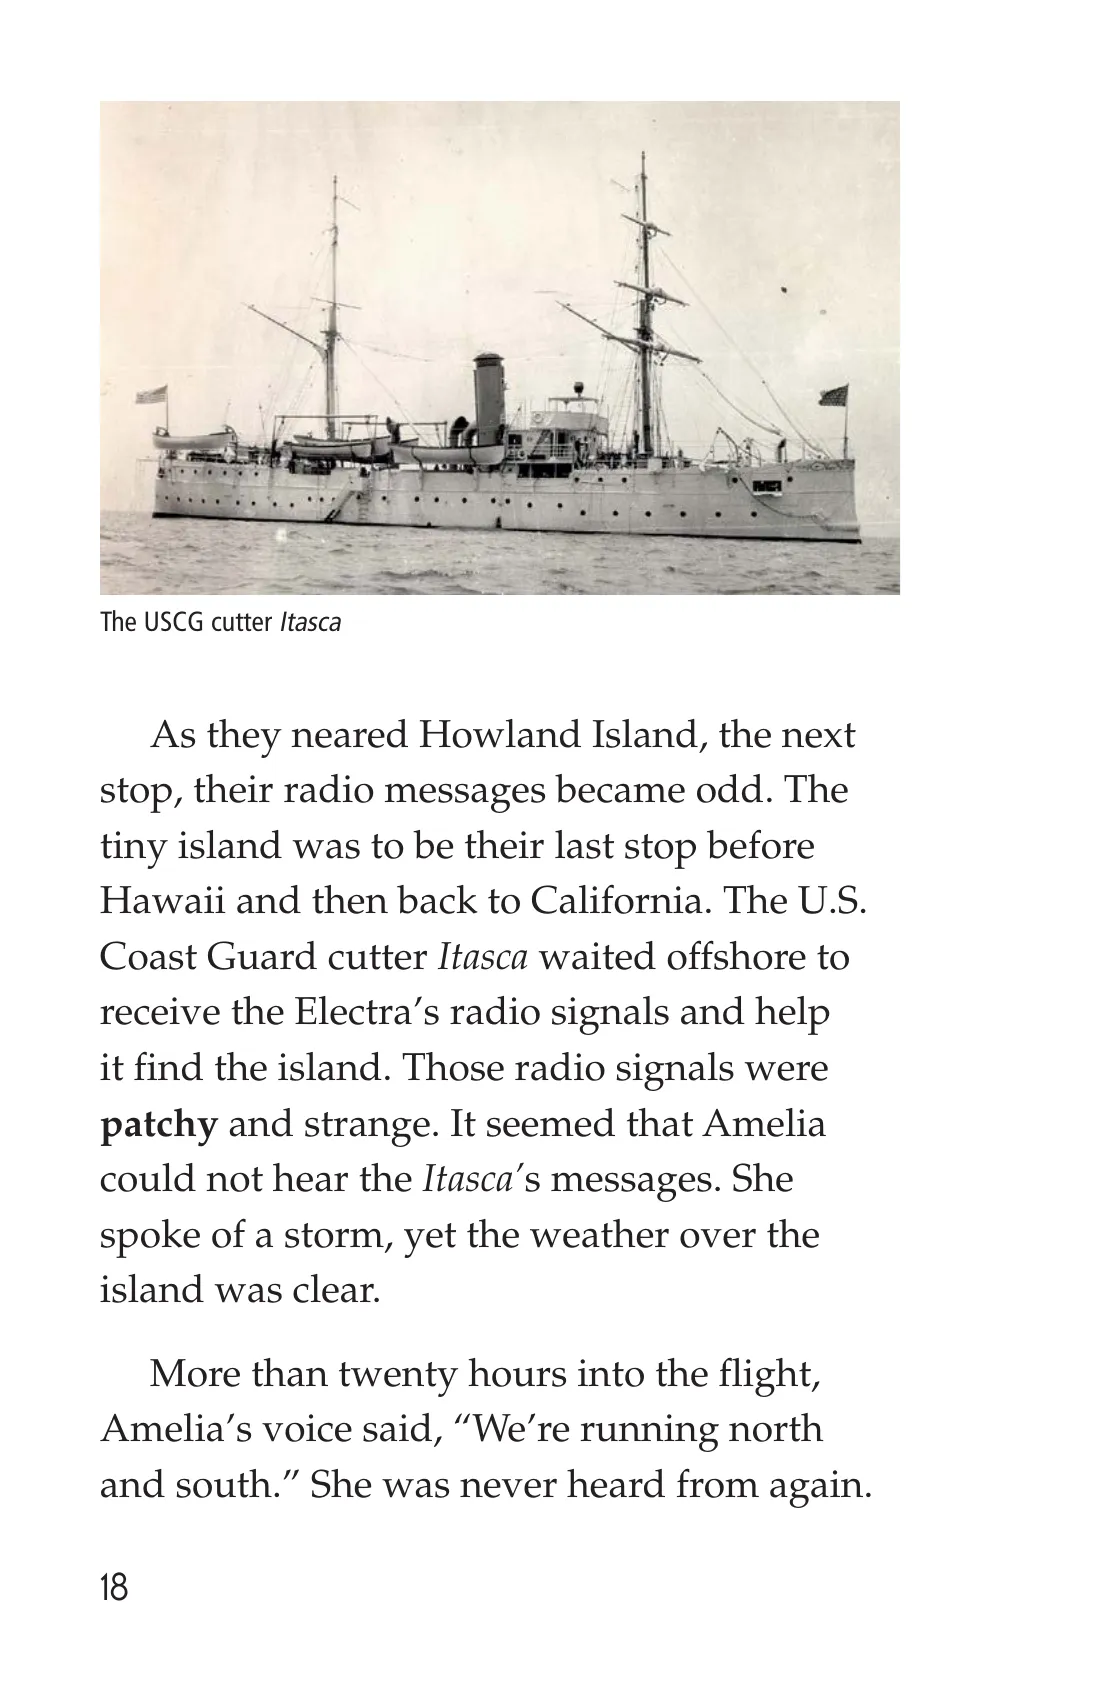 The USCG cutter Itasca
As they neared Howland Island, the next
stop, their radio messages became odd. The
tiny island was to be their last stop before
Hawaii and then back to California. The U.S.
Coast Guard cutter Itasca waited offshore to
receive the Electra’s radio signals and help
it find the island. Those radio signals were
patchy and strange. It seemed that Amelia
could not hear the Itasca’s messages. She
spoke of a storm, yet the weather over the
island was clear.
More than twenty hours into the flight,
Amelia’s voice said, “We’re running north
and south.” She was never heard from again.
18